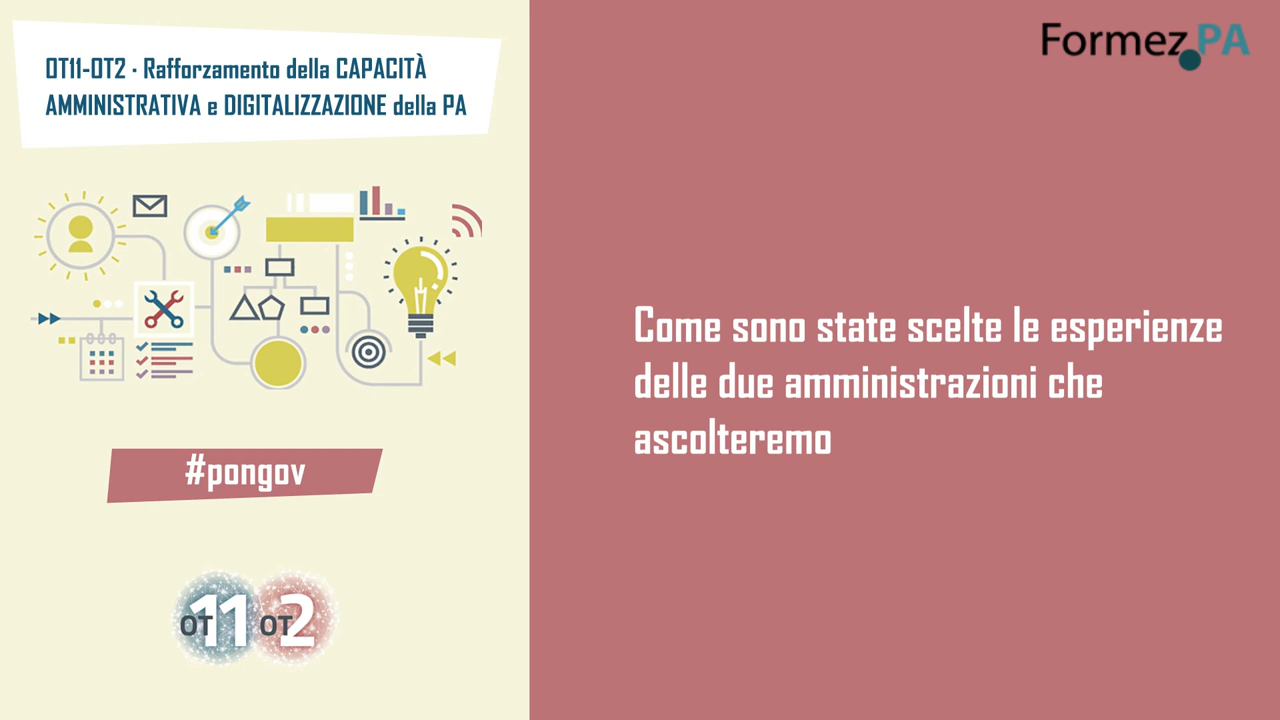 OT11-OT2 · Rafforzamento della CAPACITÀ
AMMINISTRATIVA e DIGITALIZZAZIONE della PA
#pongov
OT11 OT2
Formez PA
Come sono state scelte le esperienze
delle due amministrazioni che
ascolteremo